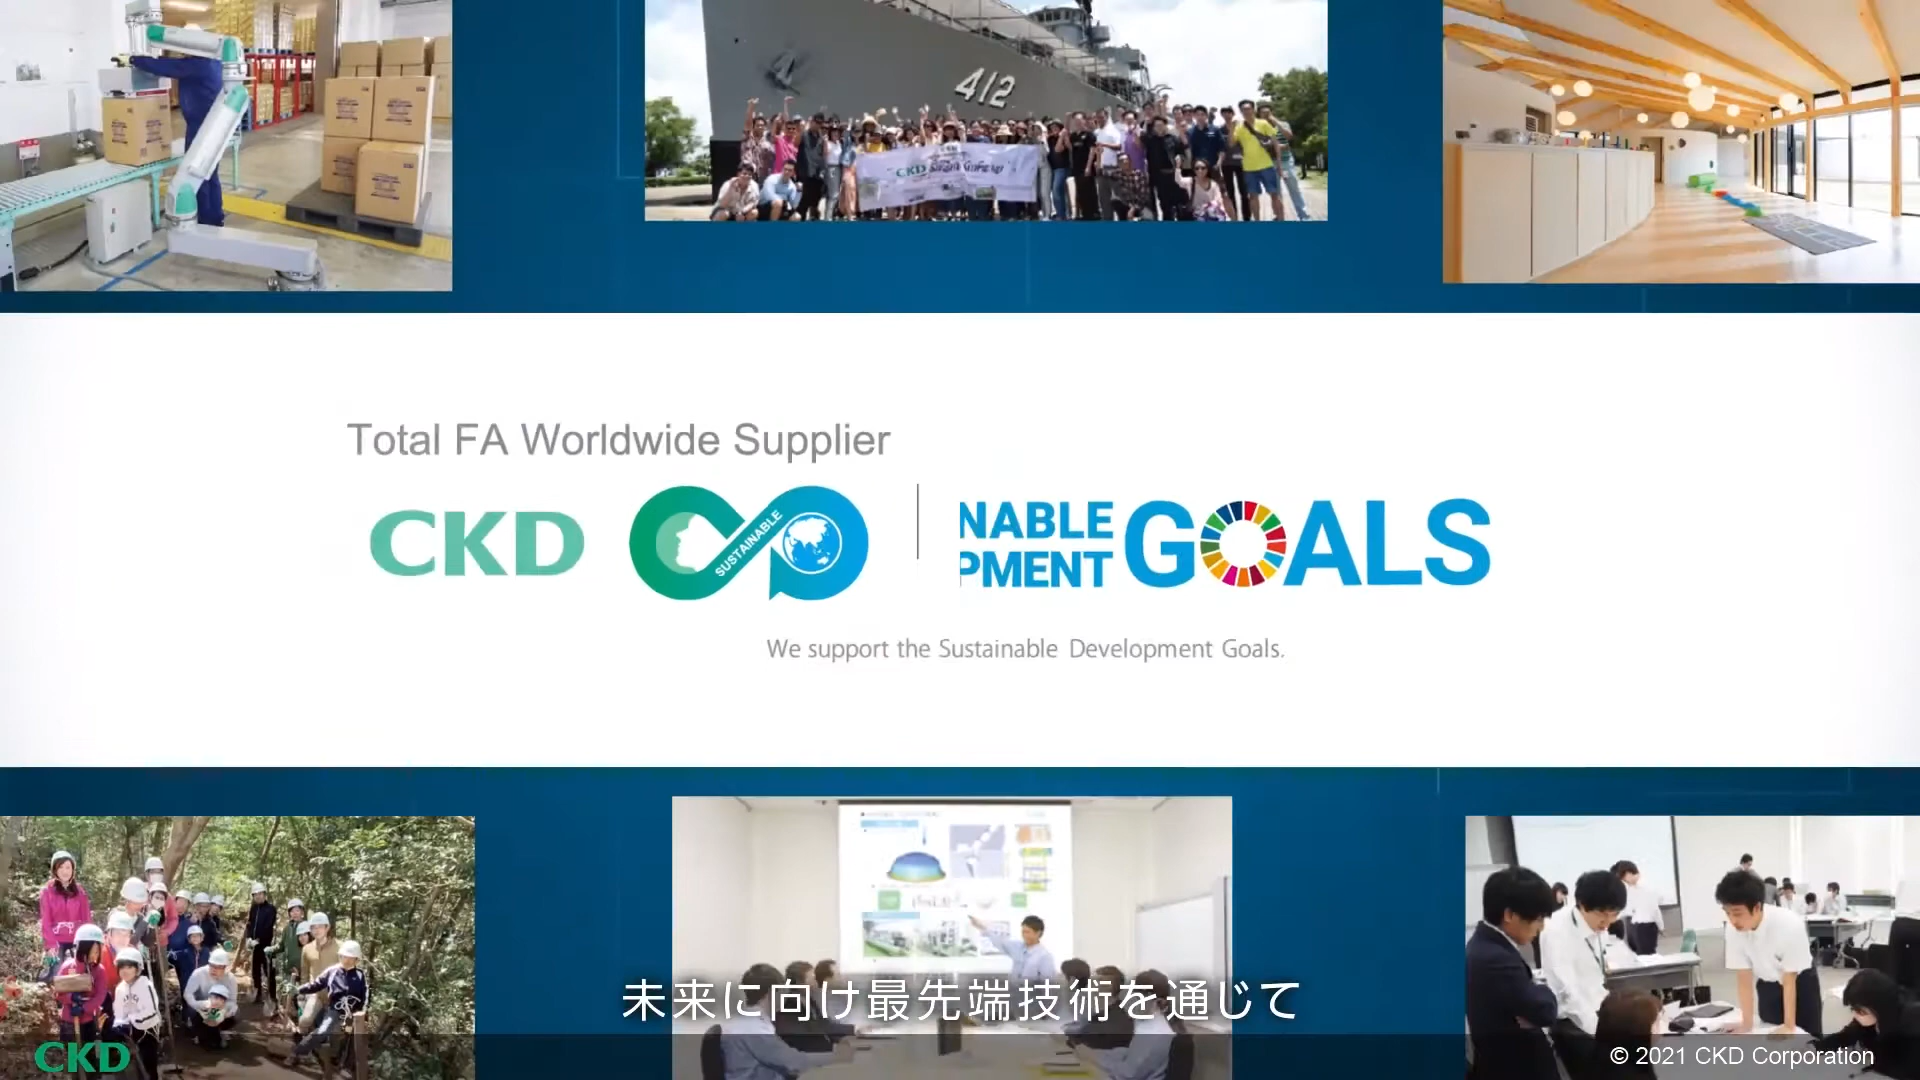 412
CKD
Total FA Worldwide Supplier
CKD
SUSTAINABLE
NABLE
PMENT
GOALS
We support the Sustainable Development Goals.
未来に向け最先端技術を通じて
CKD
© 2021 CKD Corporation